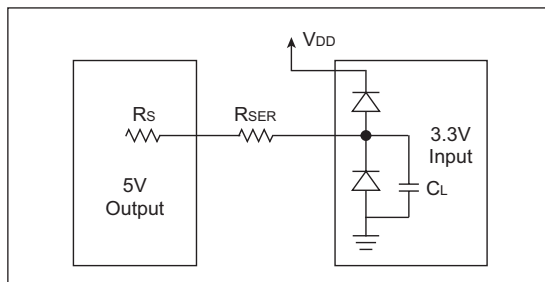 VDD
RS
RSER
3.3V
Input
5V
Output
CL